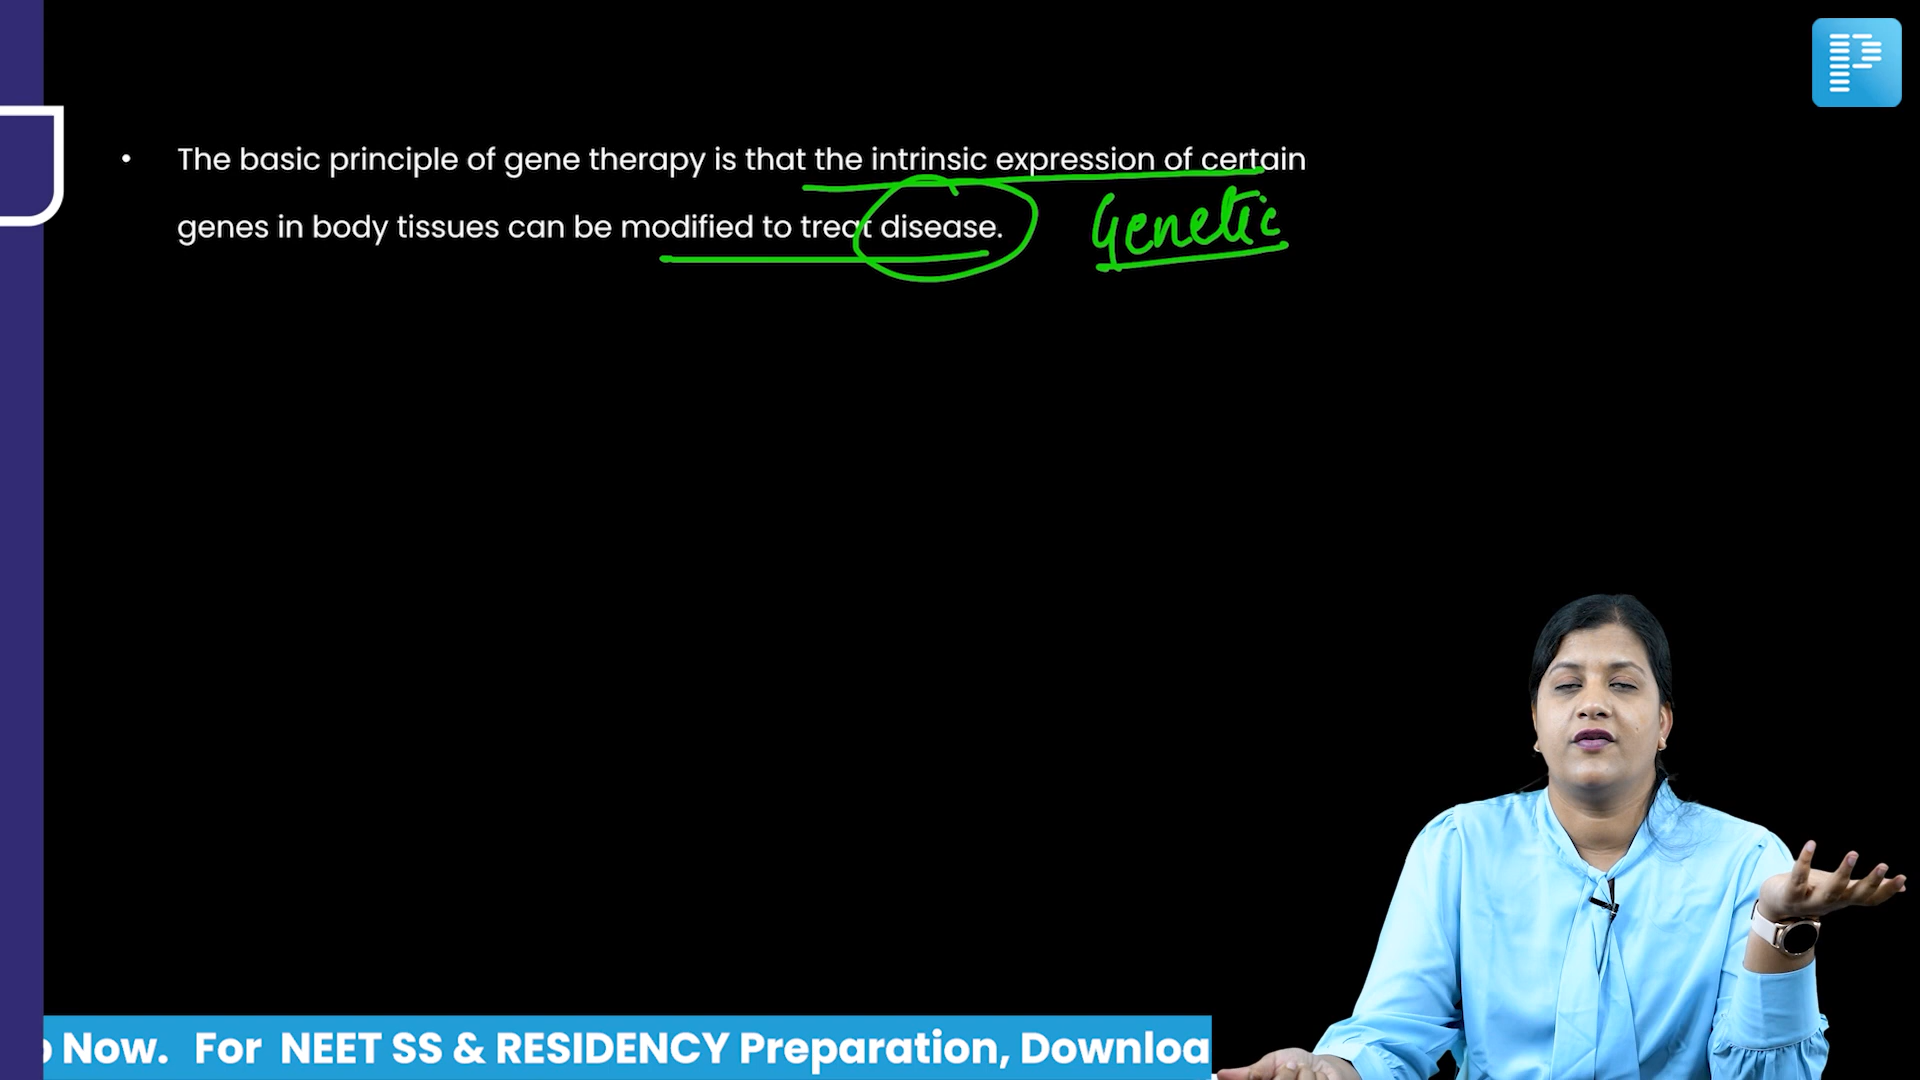 • The basic principle of gene therapy is that the intrinsic expression of certain
genes in body tissues can be modified to treat disease.
Genetic
Now. For NEET SS & RESIDENCY Preparation, Downloa